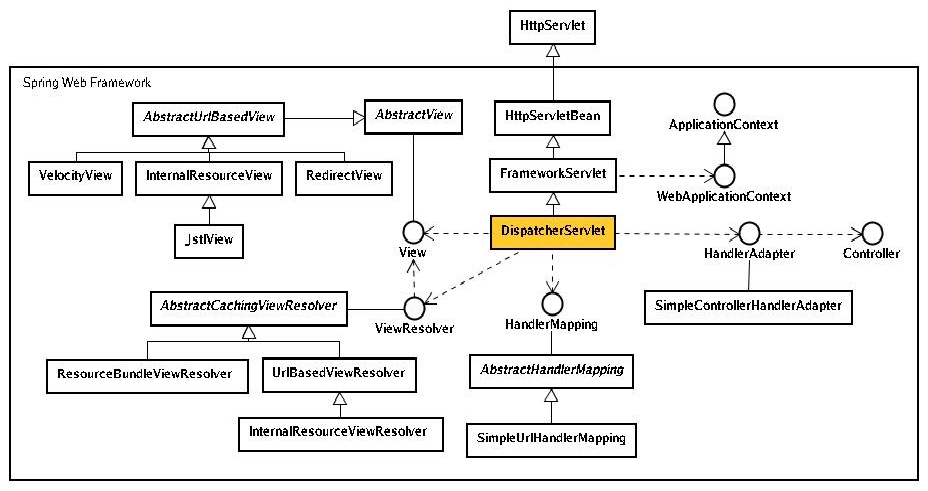 HttpServlet
Spring Web Framework
AbstractUrlBasedView
AbstractView
HttpServletBean
ApplicationContext
VelocityView
InternalResourceView
RedirectView
FrameworkServlet
WebApplicationContext
JstlView
DispatcherServlet
View
HandlerAdapter
Controller
AbstractCachingViewResolver
ViewResolver
HandlerMapping
SimpleControllerHandlerAdapter
ResourceBundleViewResolver
UrlBasedViewResolver
AbstractHandlerMapping
InternalResourceViewResolver
SimpleUrlHandlerMapping